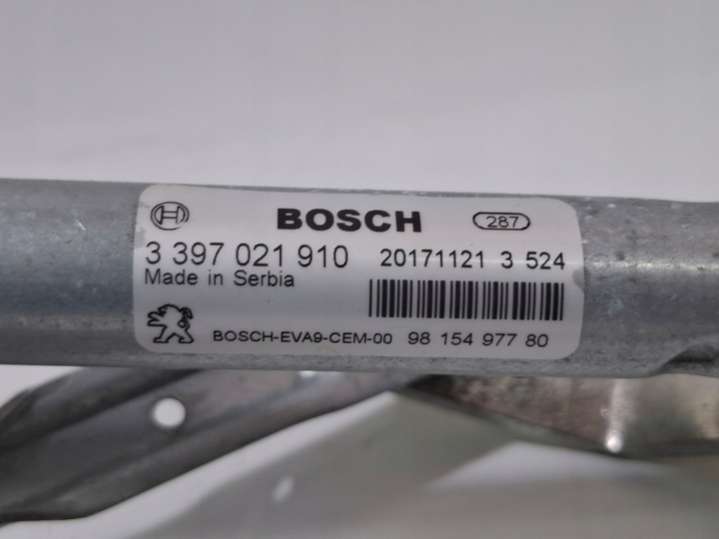 BOSCH 287
3 397 021 910 20171121 3 524
Made in Serbia
BOSCH-EVA9-CEM-00 98 154 977 80